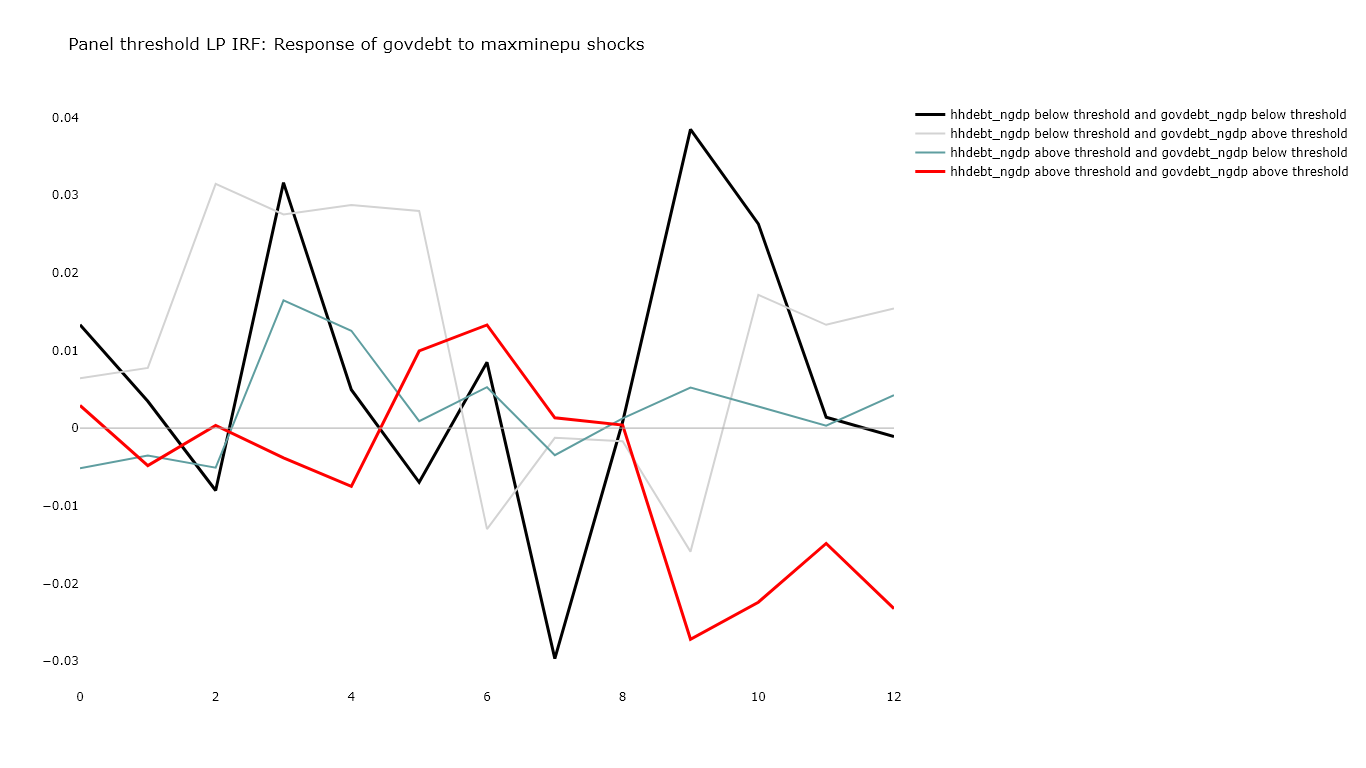 Panel threshold LP IRF: Response of govdebt to maxminepu shocks
hhdebt_ngdp below threshold and govdebt_ngdp below threshold
hhdebt_ngdp below threshold and govdebt_ngdp above threshold
hhdebt_ngdp above threshold and govdebt_ngdp below threshold
hhdebt_ngdp above threshold and govdebt_ngdp above threshold
0.04
0.03
0.02
0.01
0
−0.01
−0.02
−0.03
0 2 4 6 8 10 12